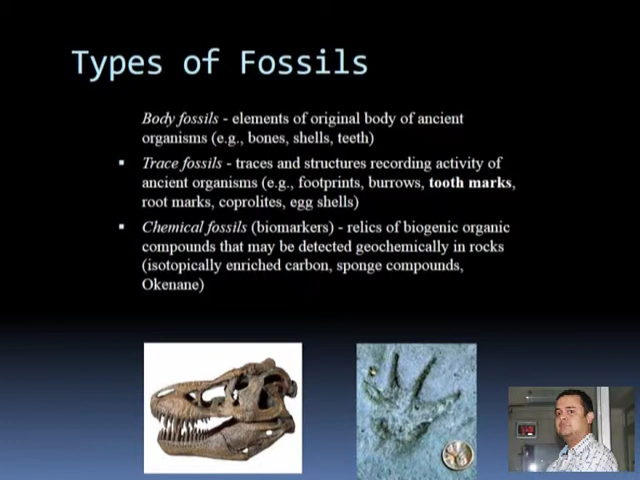 Types of Fossils
Body fossils - elements of original body of ancient
organisms (e.g., bones, shells, teeth)
▪ Trace fossils - traces and structures recording activity of
ancient organisms (e.g., footprints, burrows, tooth marks,
root marks, coprolites, egg shells)
▪ Chemical fossils (biomarkers) - relics of biogenic organic
compounds that may be detected geochemically in rocks
(isotopically enriched carbon, sponge compounds,
Okenane)